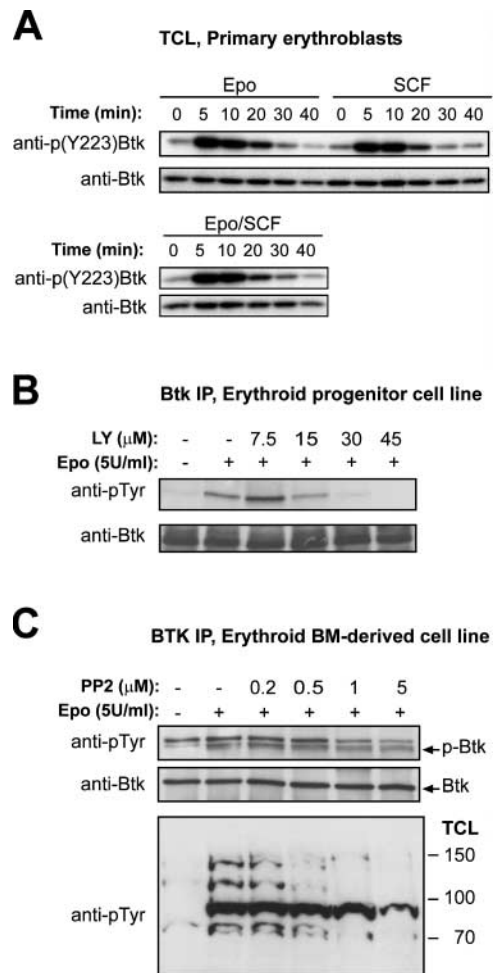 A
TCL, Primary erythroblasts
Epo SCF
Time (min): 0 5 10 20 30 40 0 5 10 20 30 40
anti-p(Y223)Btk
anti-Btk
Epo/SCF
Time (min): 0 5 10 20 30 40
anti-p(Y223)Btk
anti-Btk
B
Btk IP, Erythroid progenitor cell line
LY (μM): - - 7.5 15 30 45
Epo (5U/ml): - + + + + +
anti-pTyr
anti-Btk
C
BTK IP, Erythroid BM-derived cell line
PP2 (μM): - - 0.2 0.5 1 5
Epo (5U/ml): - + + + + +
anti-pTyr p-Btk
anti-Btk Btk
TCL
150
100
anti-pTyr
70